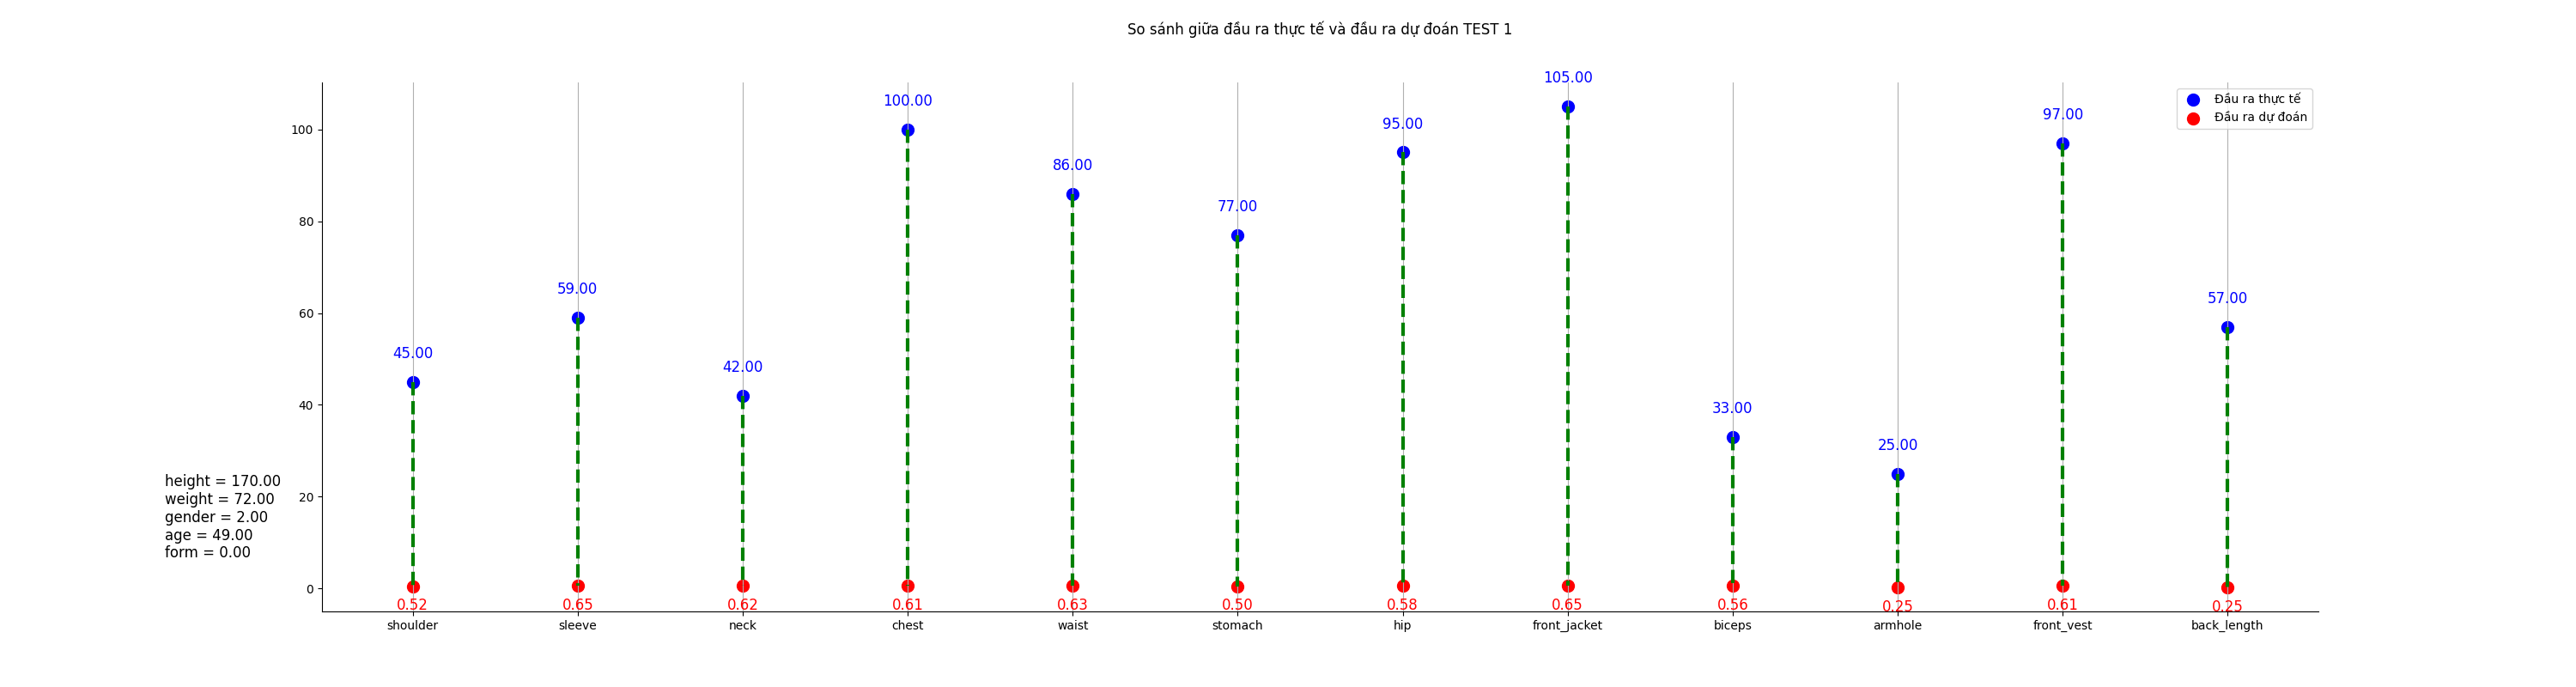 So sánh giữa đầu ra thực tế và đầu ra dự đoán TEST 1
Đầu ra thực tế
Đầu ra dự đoán
105.00
100.00
97.00
95.00
86.00
77.00
59.00
57.00
45.00
42.00
33.00
25.00
100
80
60
40
20
0
height = 170.00
weight = 72.00
gender = 2.00
age = 49.00
form = 0.00
0.52 0.65 0.62 0.61 0.63 0.50 0.58 0.65 0.56 0.25 0.61 0.25
shoulder sleeve neck chest waist stomach hip front_jacket biceps armhole front_vest back_length